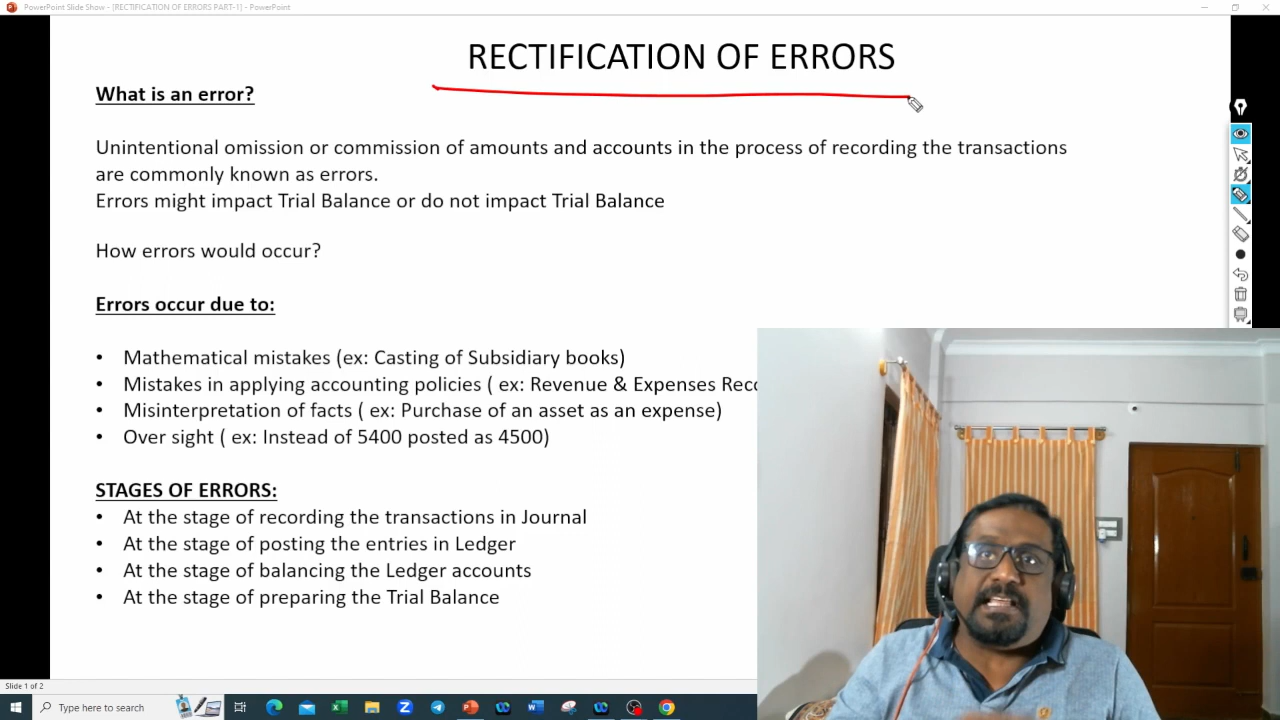 PowerPoint Slide Show - [RECTIFICATION OF ERRORS PART-1] - PowerPoint
RECTIFICATION OF ERRORS
What is an error?
Unintentional omission or commission of amounts and accounts in the process of recording the transactions
are commonly known as errors.
Errors might impact Trial Balance or do not impact Trial Balance
How errors would occur?
Errors occur due to:
• Mathematical mistakes (ex: Casting of Subsidiary books)
• Mistakes in applying accounting policies ( ex: Revenue & Expenses Reco
• Misinterpretation of facts ( ex: Purchase of an asset as an expense)
• Over sight ( ex: Instead of 5400 posted as 4500)
STAGES OF ERRORS:
• At the stage of recording the transactions in Journal
• At the stage of posting the entries in Ledger
• At the stage of balancing the Ledger accounts
• At the stage of preparing the Trial Balance
Slide 1 of 2
Type here to search